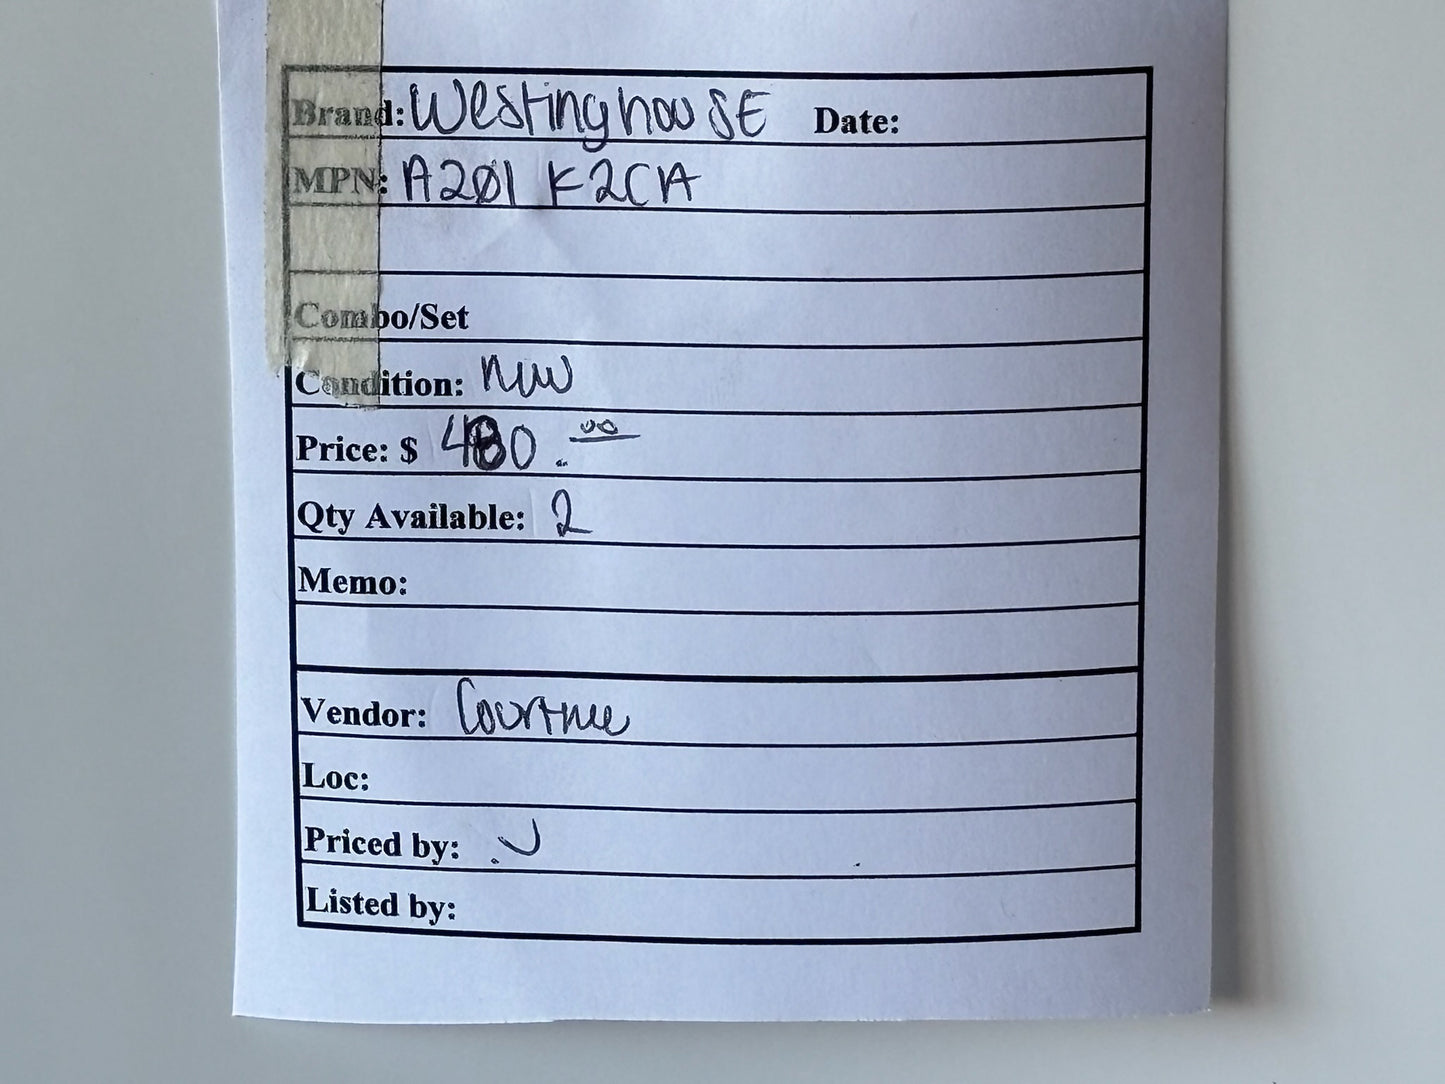 Brand: WestinghouSE Date:
MPN: A201 K2CA
Combo/Set
Condition: New
Price: $ 480.00
Qty Available: 2
Memo:
Vendor: Courtnee
Loc:
Priced by: J
Listed by: